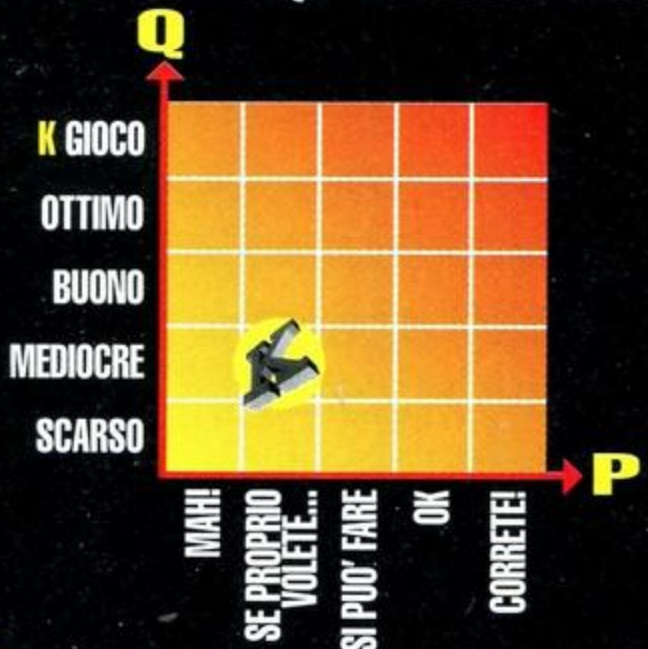 Q
K GIOCO
OTTIMO
BUONO
MEDIOCRE
SCARSO
K
P
MAH!
SE PROPRIO
VOLETE...
SI PUO' FARE
OK
CORRETE!